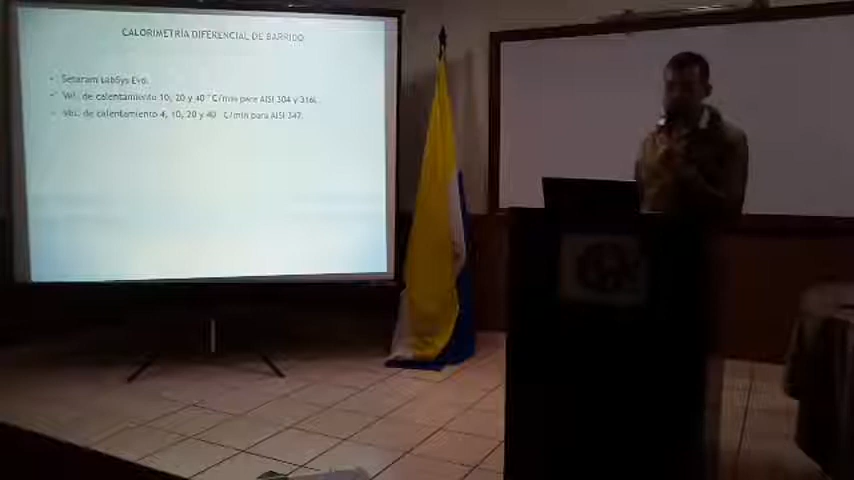 CALORIMETRÍA DIFERENCIAL DE BARRIDO
Setaram LabSys Evo.
Vel. de calentamiento 10, 20 y 40 °C/min para AISI 304 y 316L.
Vel. de calentamiento 4, 10, 20 y 40 °C/min para AISI 347.